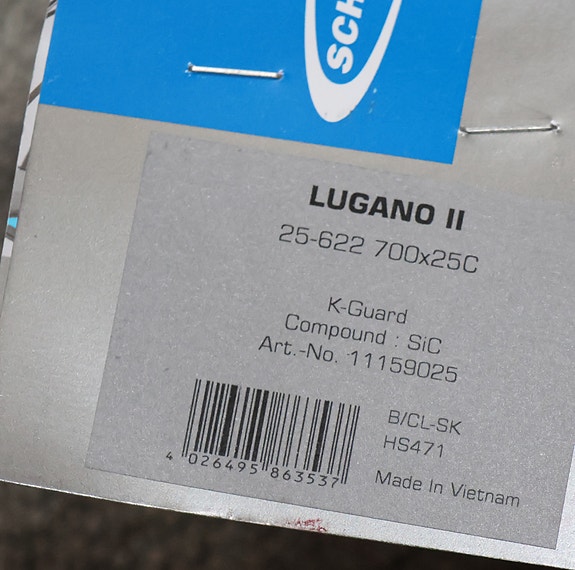 SCH
LUGANO II
25-622 700x25C
K-Guard
Compound : SiC
Art.-No. 11159025
B/CL-SK
HS471
4 026495 863537
Made In Vietnam